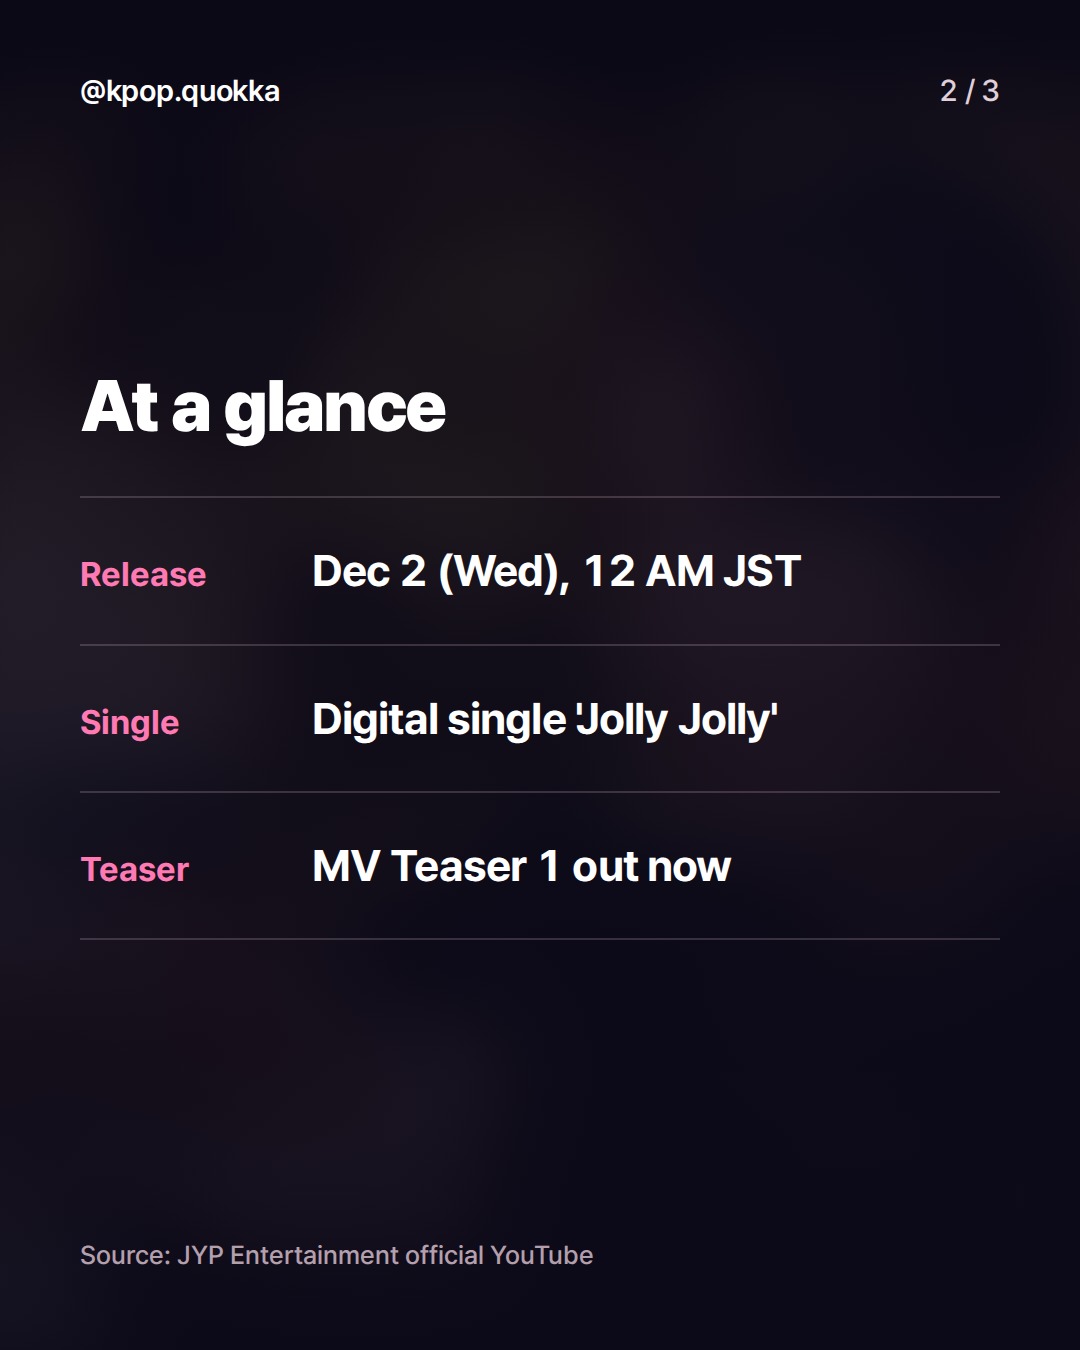 @kpop.quokka
2 / 3
At a glance
Release
Dec 2 (Wed), 12 AM JST
Single
Digital single 'Jolly Jolly'
Teaser
MV Teaser 1 out now
Source: JYP Entertainment official YouTube